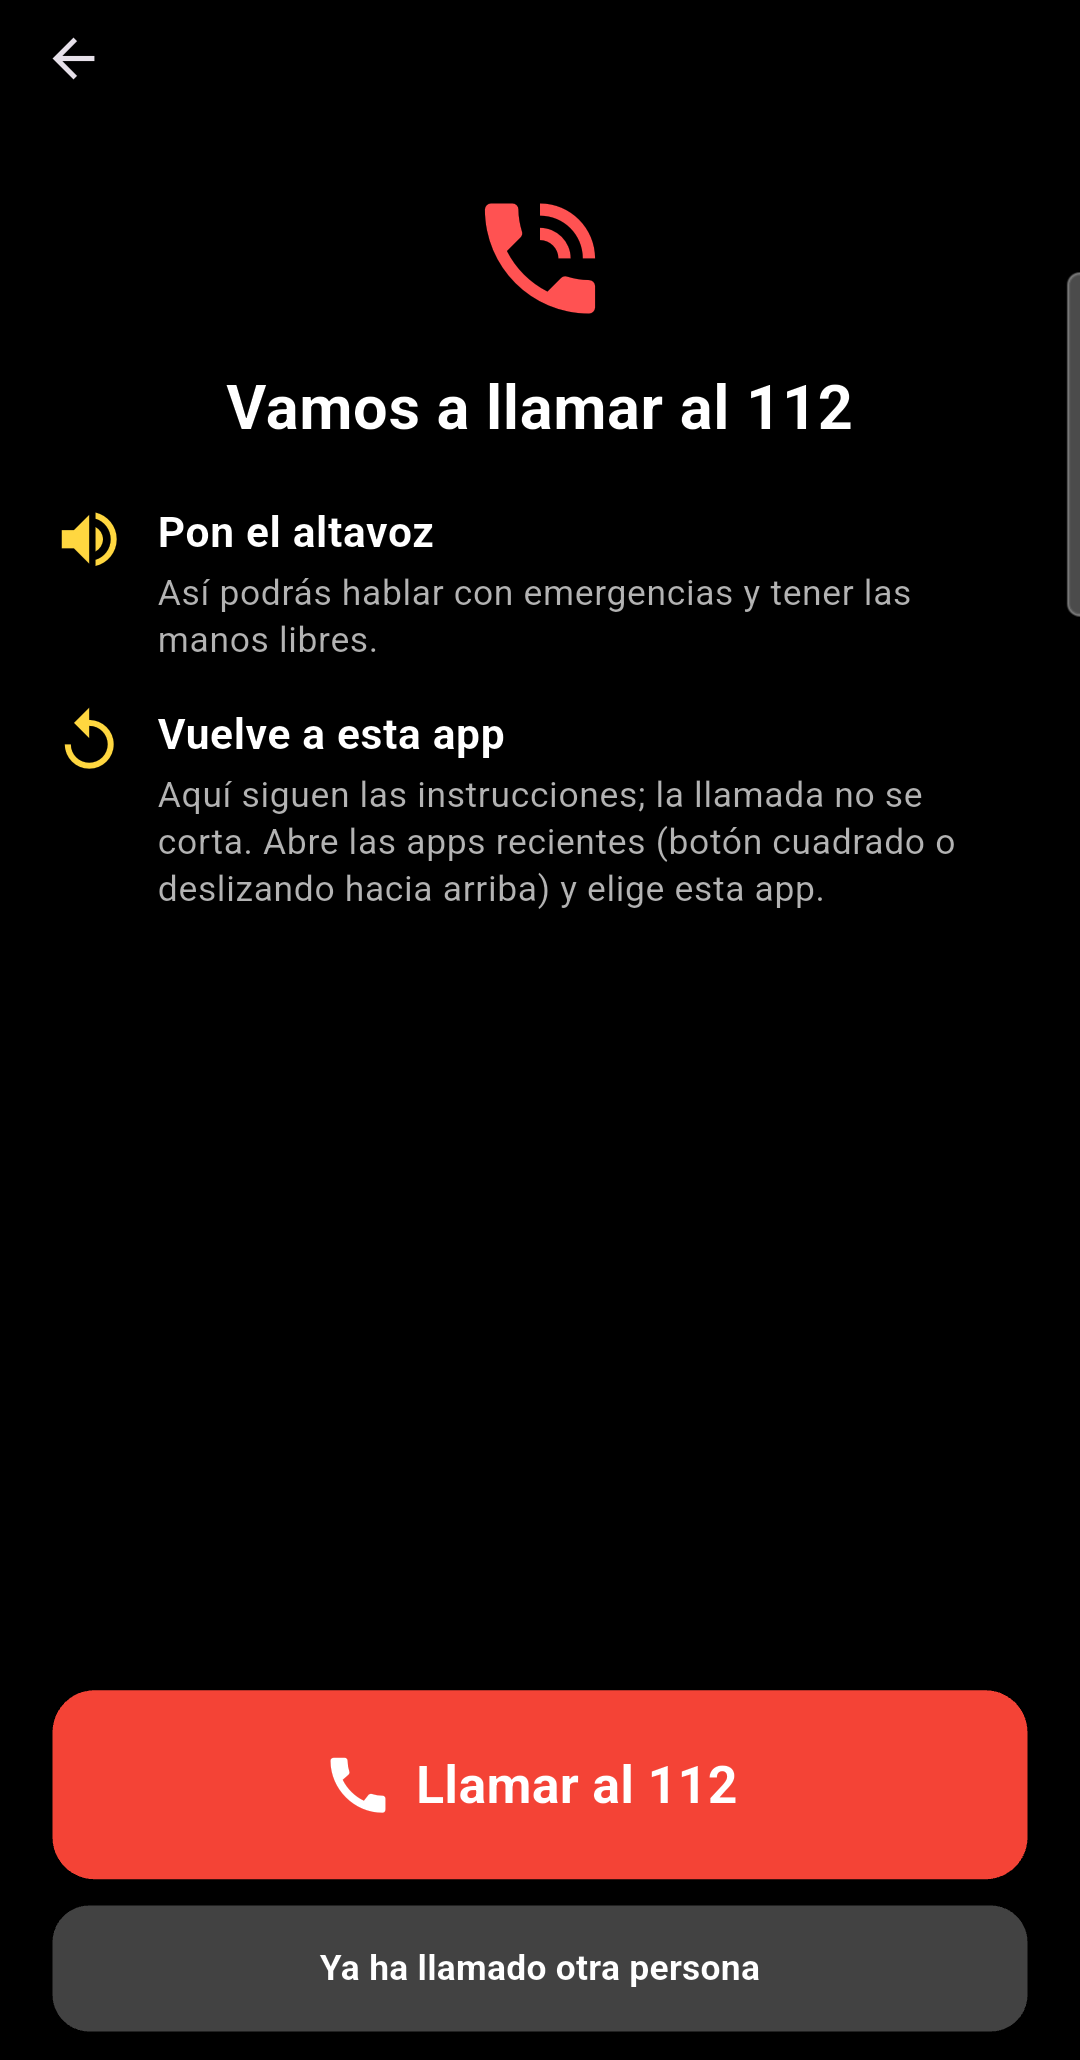 Vamos a llamar al 112
Pon el altavoz
Así podrás hablar con emergencias y tener las
manos libres.
Vuelve a esta app
Aquí siguen las instrucciones; la llamada no se
corta. Abre las apps recientes (botón cuadrado o
deslizando hacia arriba) y elige esta app.
Llamar al 112
Ya ha llamado otra persona